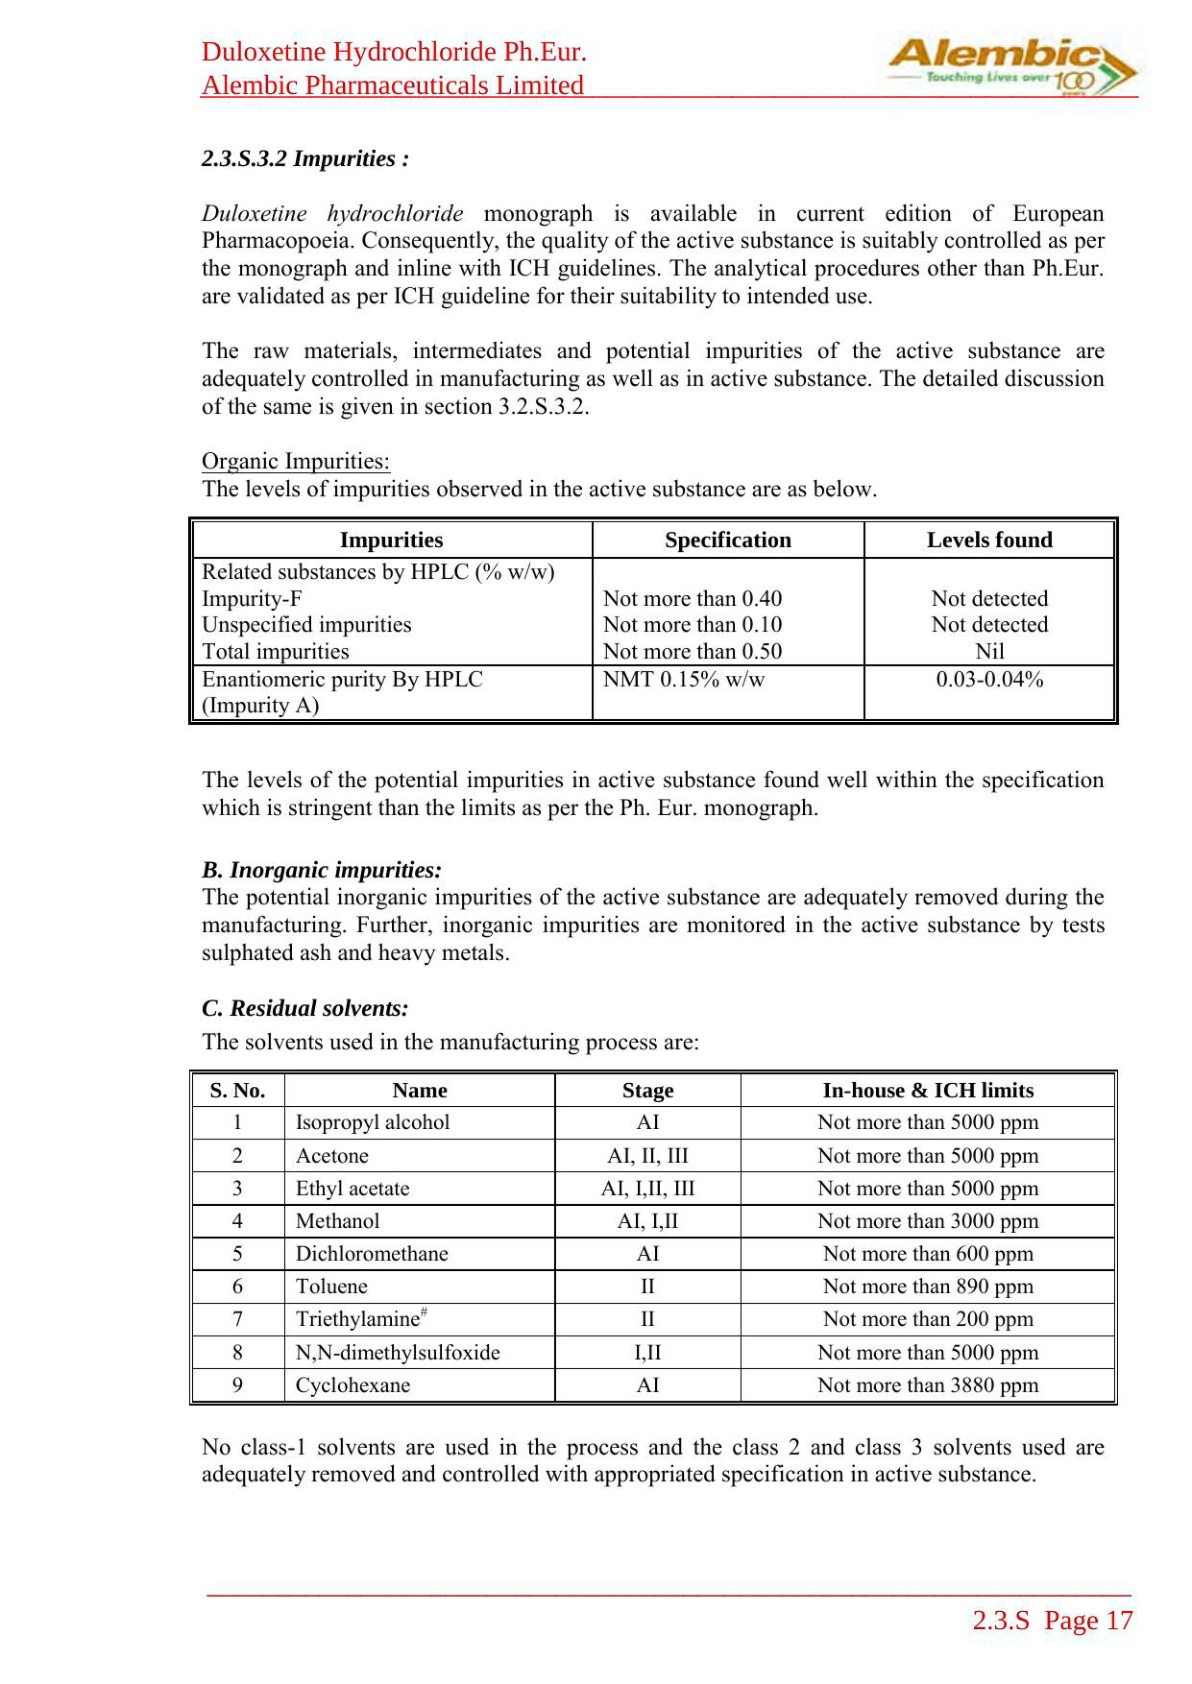 Duloxetine Hydrochloride Ph.Eur.
Alembic Pharmaceuticals Limited
Alembic
Touching Lives over 100
years
2.3.S.3.2 Impurities :
Duloxetine hydrochloride monograph is available in current edition of European
Pharmacopoeia. Consequently, the quality of the active substance is suitably controlled as per
the monograph and inline with ICH guidelines. The analytical procedures other than Ph.Eur.
are validated as per ICH guideline for their suitability to intended use.
The raw materials, intermediates and potential impurities of the active substance are
adequately controlled in manufacturing as well as in active substance. The detailed discussion
of the same is given in section 3.2.S.3.2.
Organic Impurities:
The levels of impurities observed in the active substance are as below.
Impurities Specification Levels found
Related substances by HPLC (% w/w)
Impurity-F Not more than 0.40 Not detected
Unspecified impurities Not more than 0.10 Not detected
Total impurities Not more than 0.50 Nil
Enantiomeric purity By HPLC NMT 0.15% w/w 0.03-0.04%
(Impurity A)
The levels of the potential impurities in active substance found well within the specification
which is stringent than the limits as per the Ph. Eur. monograph.
B. Inorganic impurities:
The potential inorganic impurities of the active substance are adequately removed during the
manufacturing. Further, inorganic impurities are monitored in the active substance by tests
sulphated ash and heavy metals.
C. Residual solvents:
The solvents used in the manufacturing process are:
S. No. Name Stage In-house & ICH limits
1 Isopropyl alcohol AI Not more than 5000 ppm
2 Acetone AI, II, III Not more than 5000 ppm
3 Ethyl acetate AI, I,II, III Not more than 5000 ppm
4 Methanol AI, I,II Not more than 3000 ppm
5 Dichloromethane AI Not more than 600 ppm
6 Toluene II Not more than 890 ppm
7 Triethylamine# II Not more than 200 ppm
8 N,N-dimethylsulfoxide I,II Not more than 5000 ppm
9 Cyclohexane AI Not more than 3880 ppm
No class-1 solvents are used in the process and the class 2 and class 3 solvents used are
adequately removed and controlled with appropriated specification in active substance.
2.3.S Page 17